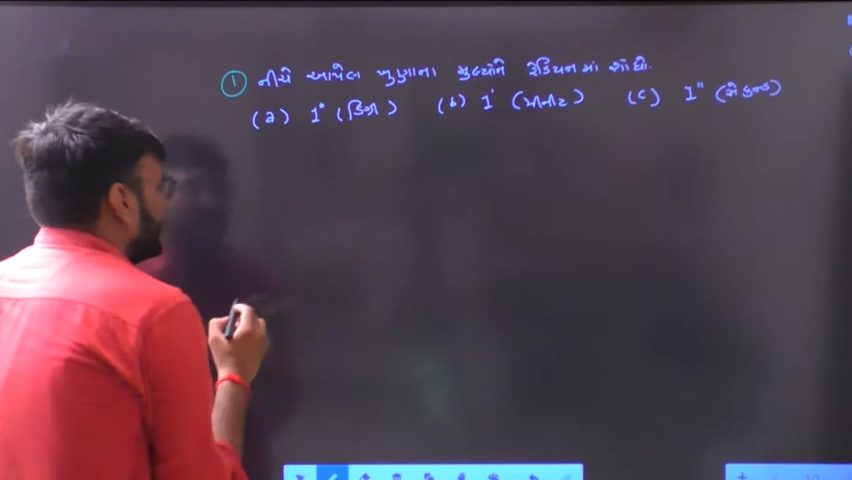 ① નીચે આપેલ ખુણાના મુલ્યોને રેડિયનમાં શોધો.
(a) 1° (ડિગ્રી) (b) 1' (મીનીટ) (c) 1" (સેકન્ડ)